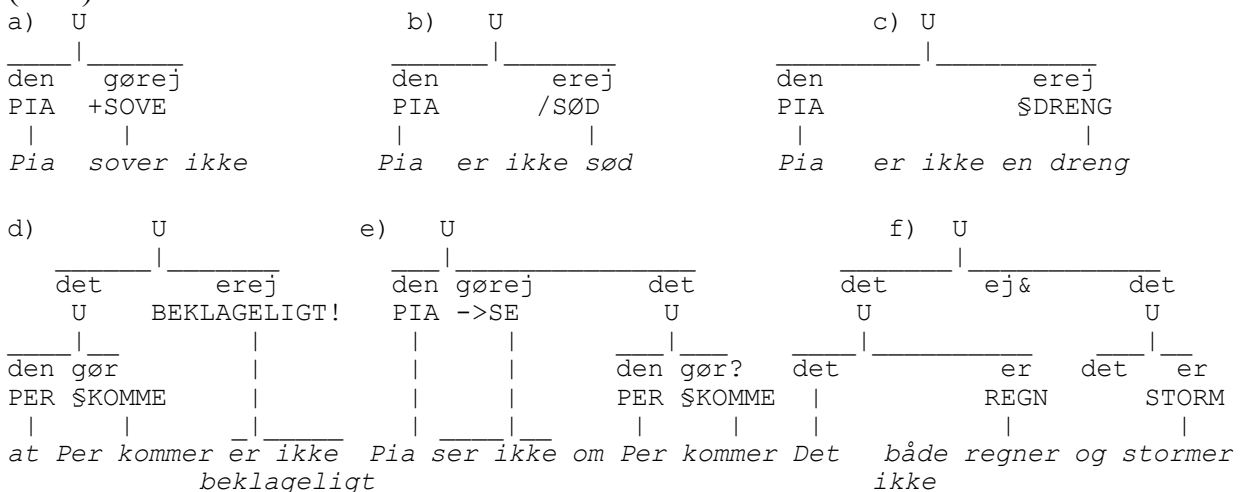 a) U b) U c) U
den gørej den erej den erej
PIA +SOVE PIA /SØD PIA §DRENG
Pia sover ikke Pia er ikke sød Pia er ikke en dreng
d) U e) U f) U
det erej den gørej det det ej& det
U BEKLAGELIGT! PIA ->SE U U U
den gør den gør? det er det er
PER §KOMME PER §KOMME REGN STORM
at Per kommer er ikke Pia ser ikke om Per kommer Det både regner og stormer
beklageligt ikke